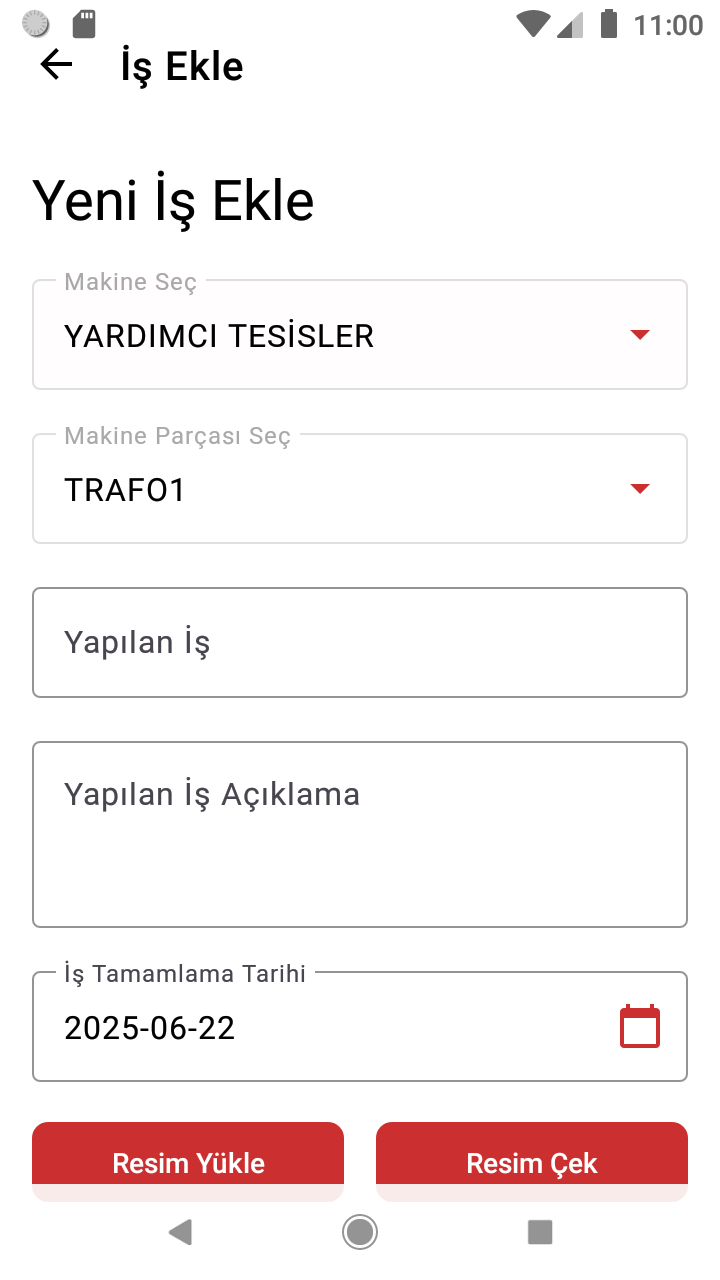 11:00
İş Ekle
Yeni İş Ekle
Makine Seç
YARDIMCI TESİSLER
Makine Parçası Seç
TRAFO1
Yapılan İş
Yapılan İş Açıklama
İş Tamamlama Tarihi
2025-06-22
Resim Yükle
Resim Çek